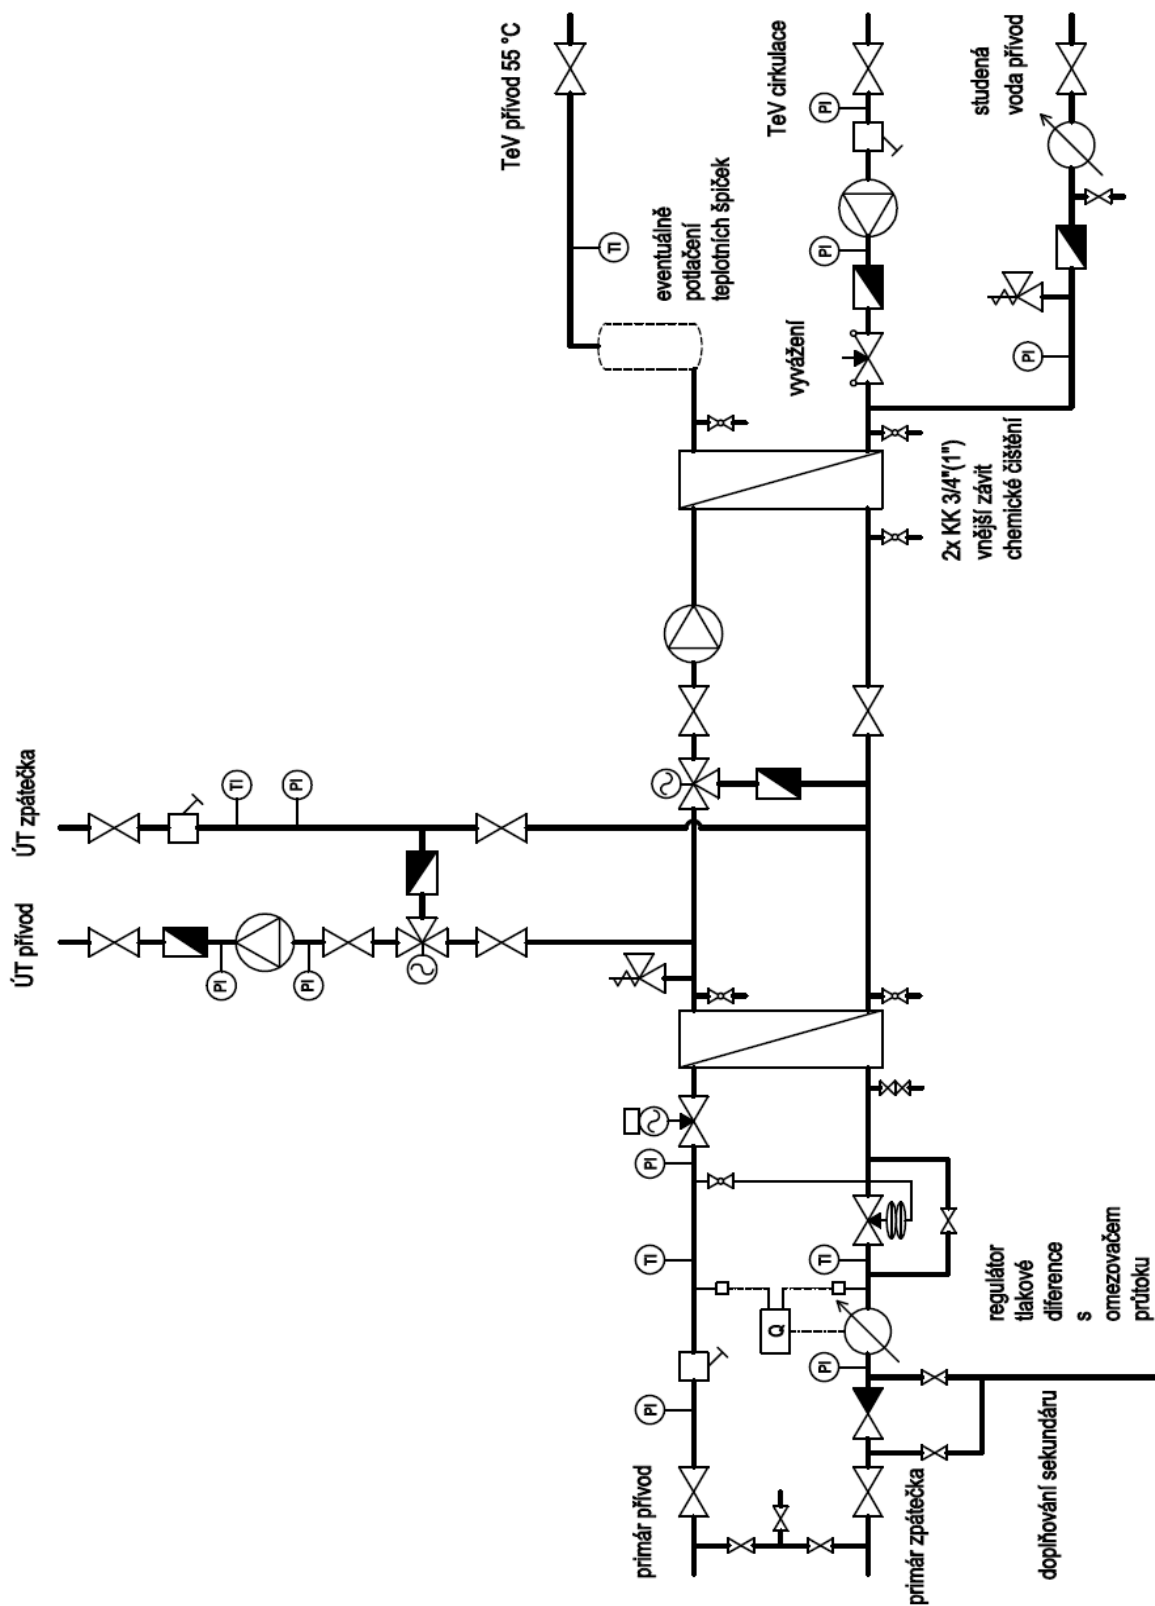 TeV přívod 55 °C
TeV cirkulace
studená
voda přívod
PI
TI
eventuálně
potlačení
teplotních špiček
PI
PI
vyvážení
2x KK 3/4"(1")
vnější závit
chemické čištění
ÚT zpátečka
TI
PI
ÚT přívod
PI
PI
PI
TI
TI
Q
PI
PI
regulátor
tlakové
diference
s
omezovačem
průtoku
primár přívod
primár zpátečka
doplňování sekundáru